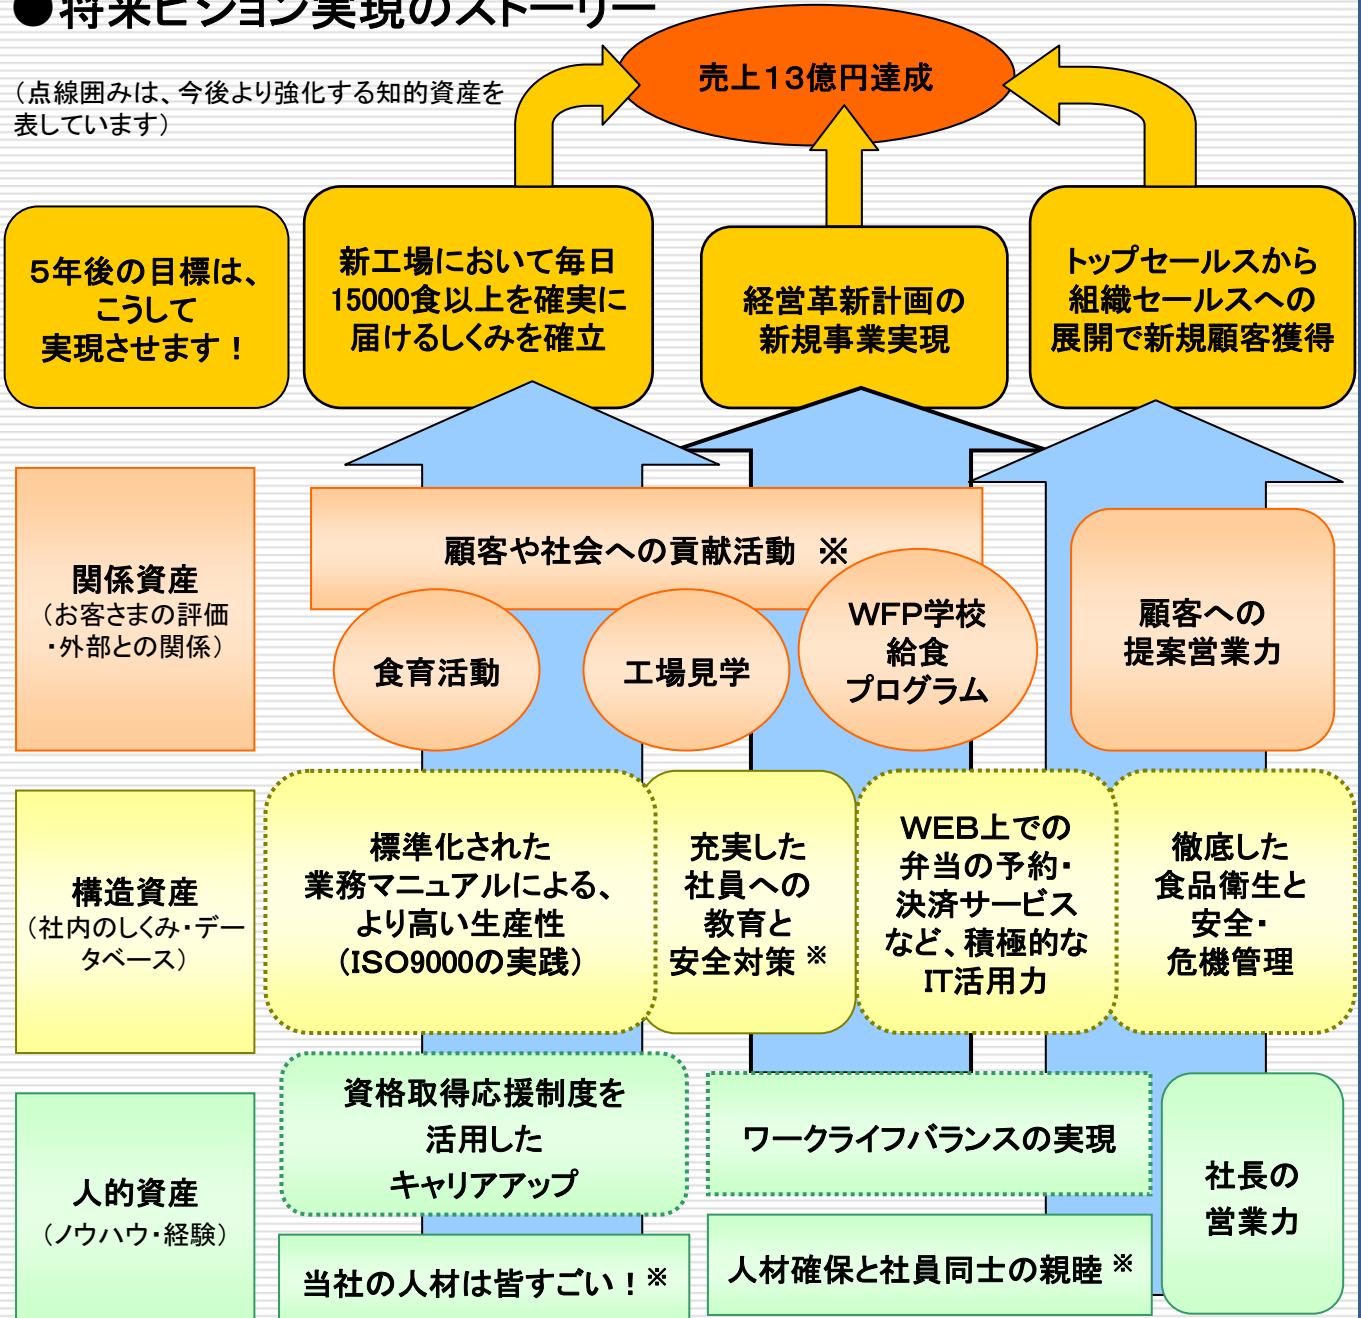 ●将来ビジョン実現のストーリー
（点線囲みは、今後より強化する知的資産を
表しています）
売上１３億円達成
５年後の目標は、
こうして
実現させます！
新工場において毎日
15000食以上を確実に
届けるしくみを確立
経営革新計画の
新規事業実現
トップセールスから
組織セールスへの
展開で新規顧客獲得
関係資産
（お客さまの評価
・外部との関係）
顧客や社会への貢献活動 ※
食育活動
工場見学
WFP学校
給食
プログラム
顧客への
提案営業力
構造資産
（社内のしくみ・デー
タベース）
標準化された
業務マニュアルによる、
より高い生産性
（ISO9000の実践）
充実した
社員への
教育と
安全対策 ※
WEB上での
弁当の予約・
決済サービス
など、積極的な
IT活用力
徹底した
食品衛生と
安全・
危機管理
人的資産
（ノウハウ・経験）
資格取得応援制度を
活用した
キャリアアップ
ワークライフバランスの実現
社長の
営業力
当社の人材は皆すごい！※
人材確保と社員同士の親睦 ※